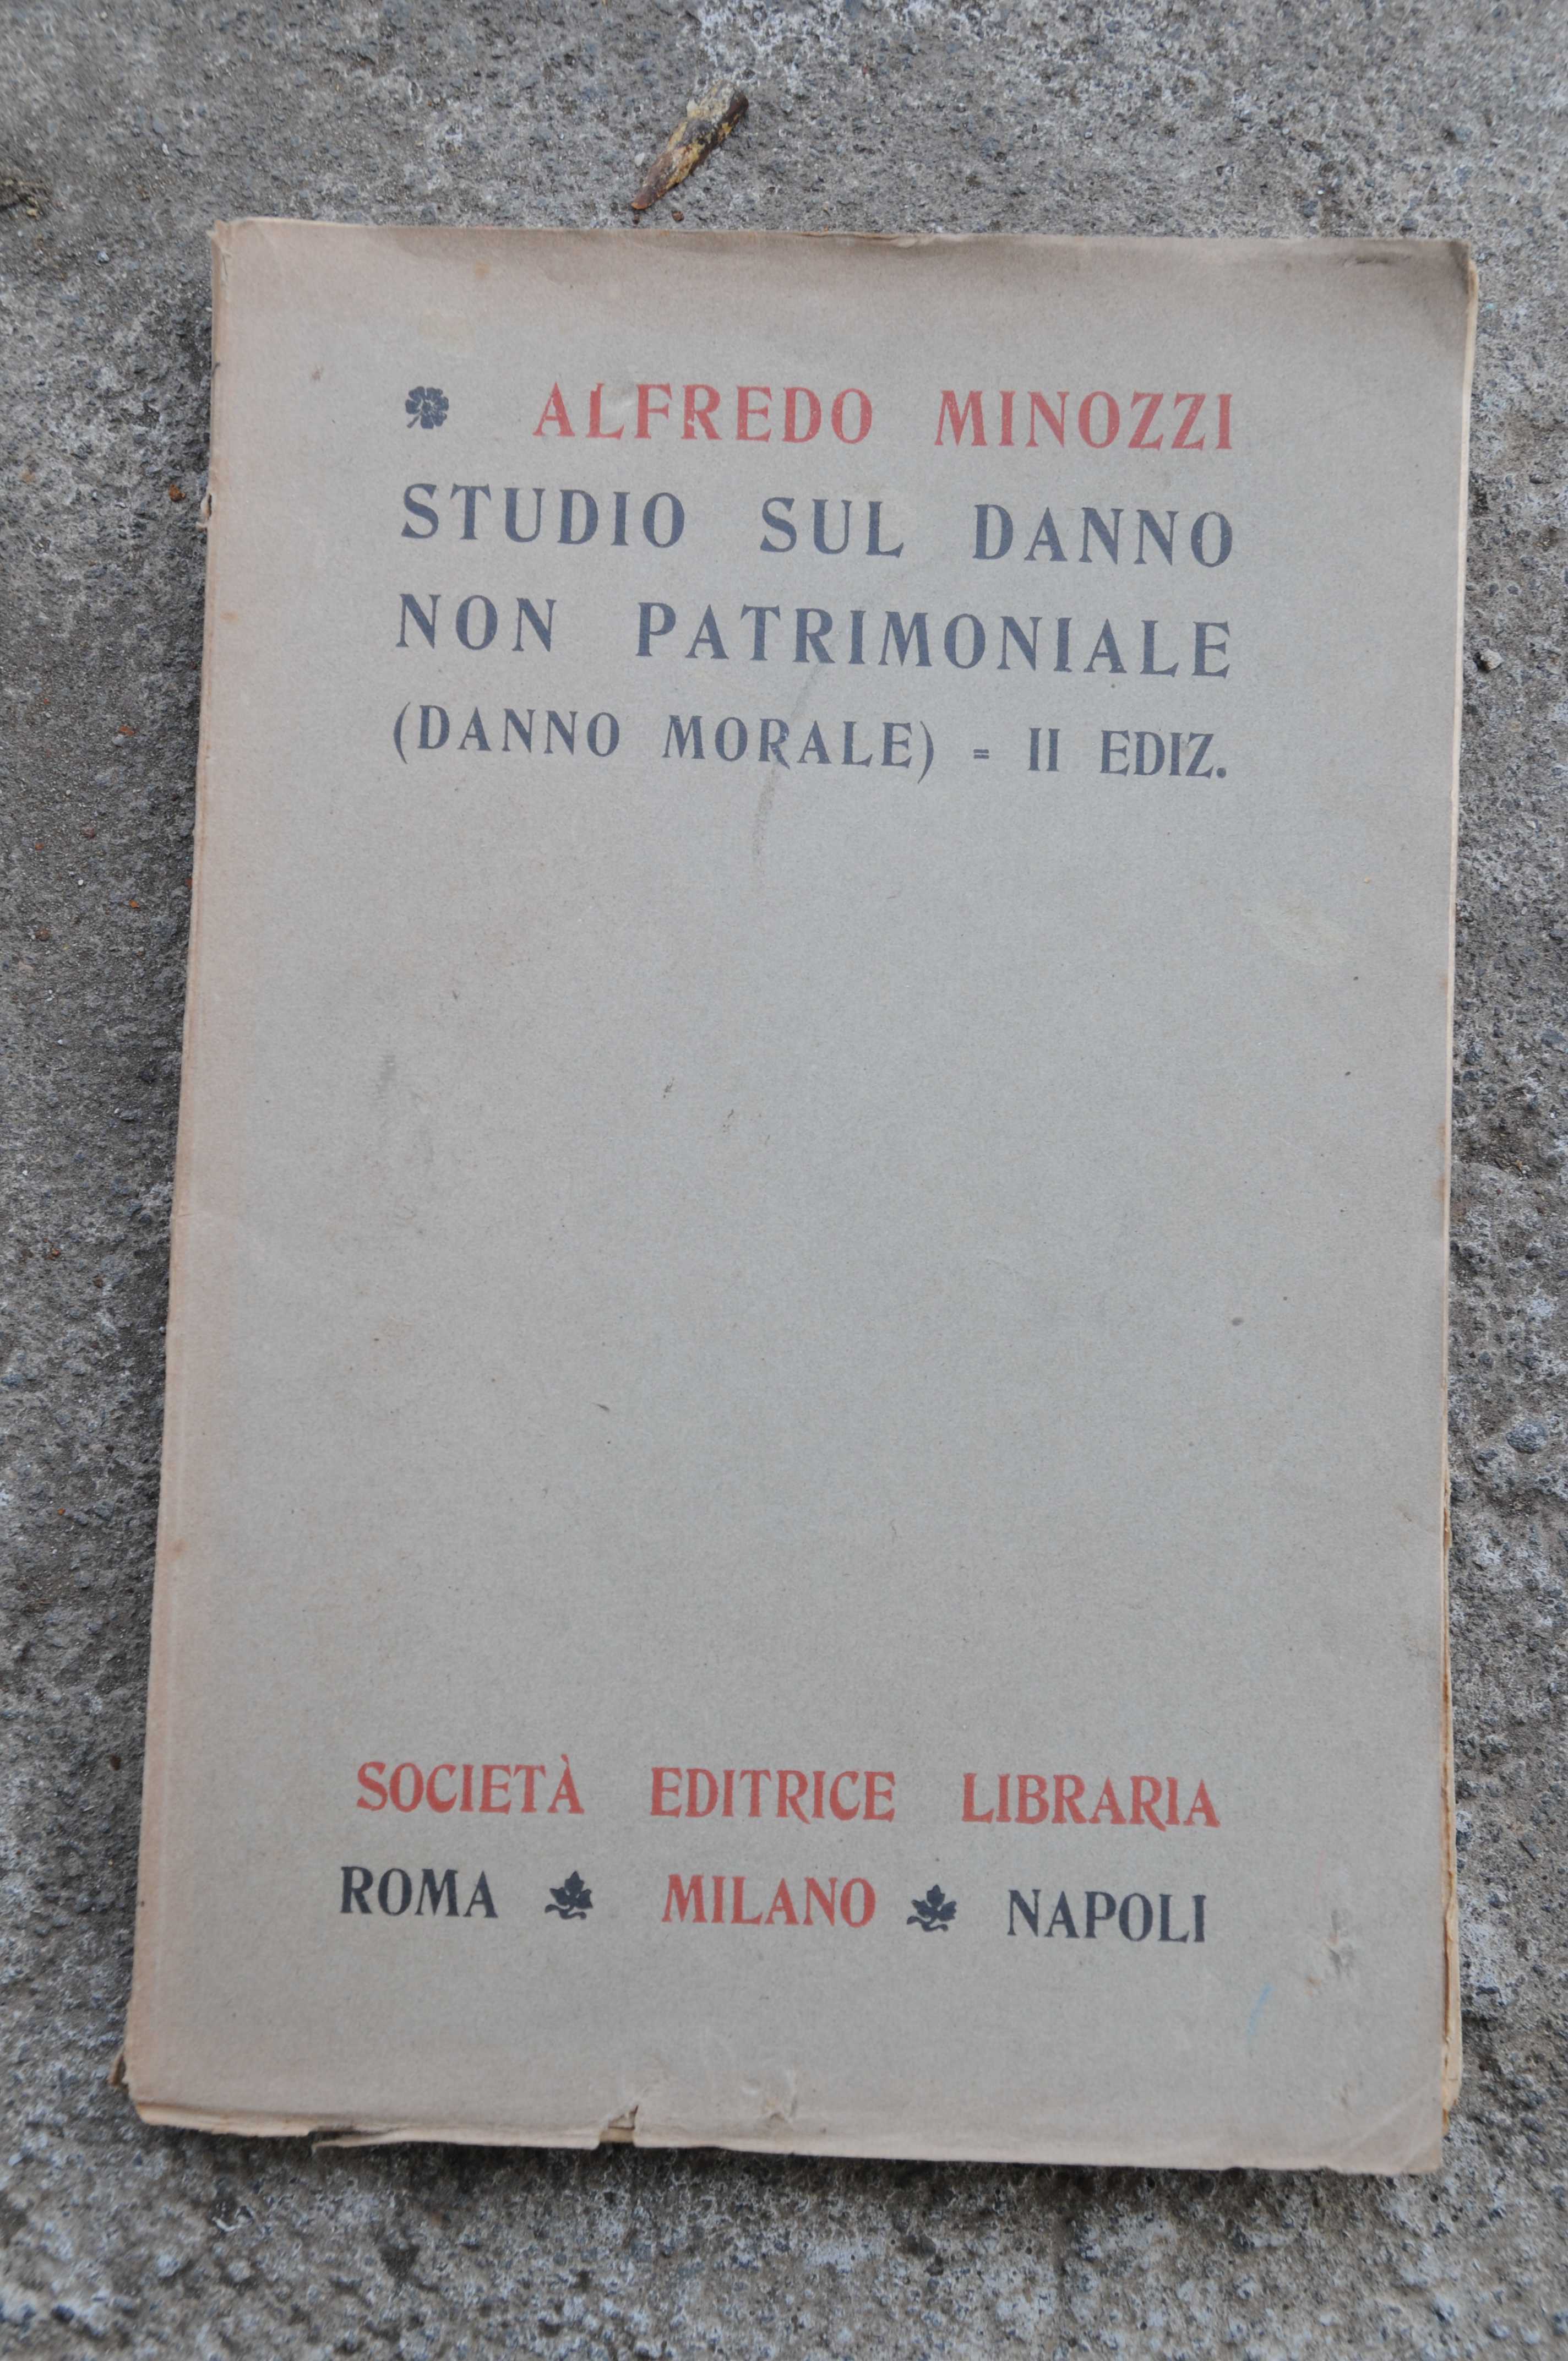 ALFREDO MINOZZI
STUDIO SUL DANNO
NON PATRIMONIALE
(DANNO MORALE) = II EDIZ.
SOCIETÀ EDITRICE LIBRARIA
ROMA MILANO NAPOLI